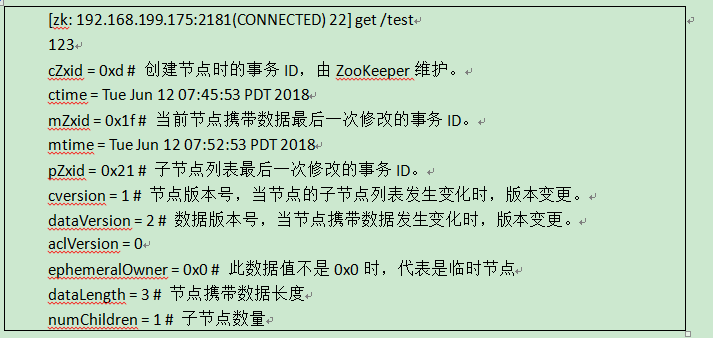 [zk: 192.168.199.175:2181(CONNECTED) 22] get /test
123
cZxid = 0xd # 创建节点时的事务 ID，由 ZooKeeper 维护。
ctime = Tue Jun 12 07:45:53 PDT 2018
mZxid = 0x1f # 当前节点携带数据最后一次修改的事务 ID。
mtime = Tue Jun 12 07:52:53 PDT 2018
pZxid = 0x21 # 子节点列表最后一次修改的事务 ID。
cversion = 1 # 节点版本号，当节点的子节点列表发生变化时，版本变更。
dataVersion = 2 # 数据版本号，当节点携带数据发生变化时，版本变更。
aclVersion = 0
ephemeralOwner = 0x0 # 此数据值不是 0x0 时，代表是临时节点
dataLength = 3 # 节点携带数据长度
numChildren = 1 # 子节点数量